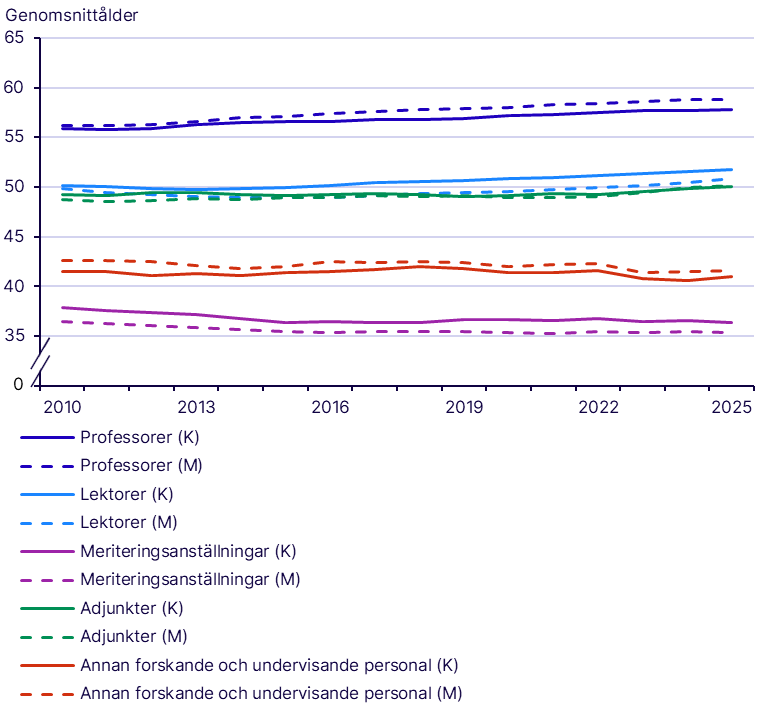 Genomsnittålder
65
60
55
50
45
40
35
0
2010 2013 2016 2019 2022 2025
Professorer (K)
Professorer (M)
Lektorer (K)
Lektorer (M)
Meriteringsanställningar (K)
Meriteringsanställningar (M)
Adjunkter (K)
Adjunkter (M)
Annan forskande och undervisande personal (K)
Annan forskande och undervisande personal (M)